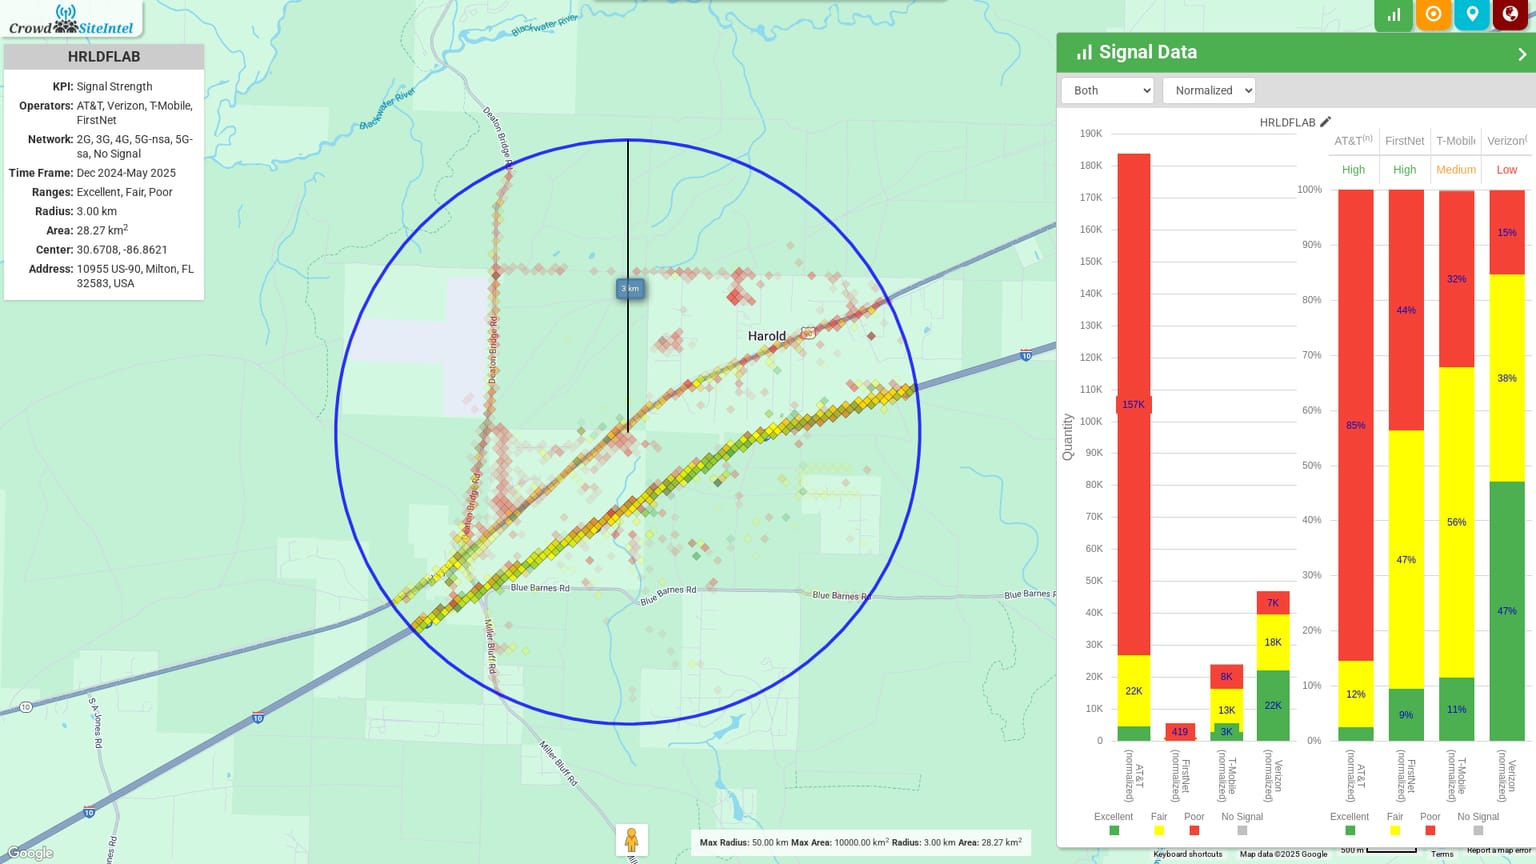 CrowdSiteIntel
HRLDFLAB
KPI: Signal Strength
Operators: AT&T, Verizon, T-Mobile,
FirstNet
Network: 2G, 3G, 4G, 5G-nsa, 5G-
sa, No Signal
Time Frame: Dec 2024-May 2025
Ranges: Excellent, Fair, Poor
Radius: 3.00 km
Area: 28.27 km2
Center: 30.6708, -86.8621
Address: 10955 US-90, Milton, FL
32583, USA
Blackwater River
Blackwater River
Deaton Bridge Rd
3 km
Harold
90
10
Deaton Bridge Rd
Deaton Bridge Rd
Blue Barnes Rd
Blue Barnes Rd
Blue Barnes Rd
Blue Barnes R
Miller Bluff Rd
Miller Bluff Rd
S A Jones Rd
10
10
10
Google
Max Radius: 50.00 km Max Area: 10000.00 km2 Radius: 3.00 km Area: 28.27 km2
Signal Data
Both
Normalized
HRLDFLAB
190K
180K
170K
160K
150K
140K
130K
120K
110K
100K
90K
80K
70K
60K
50K
40K
30K
20K
10K
0
Quantity
157K
22K
419
8K
13K
3K
7K
18K
22K
AT&T
(normalized)
FirstNet
(normalized)
T-Mobile
(normalized)
Verizon
(normalized)
Excellent
Fair
Poor
No Signal
AT&T(n)
FirstNet
T-Mobile
Verizon(
High
High
Medium
Low
100%
90%
80%
70%
60%
50%
40%
30%
20%
10%
0%
85%
12%
44%
47%
9%
32%
56%
11%
15%
38%
47%
AT&T
(normalized)
FirstNet
(normalized)
T-Mobile
(normalized)
Verizon
(normalized)
Excellent
Fair
Poor
No Signal
Keyboard shortcuts
Map data ©2025 Google
500 m
Terms
Report a map error